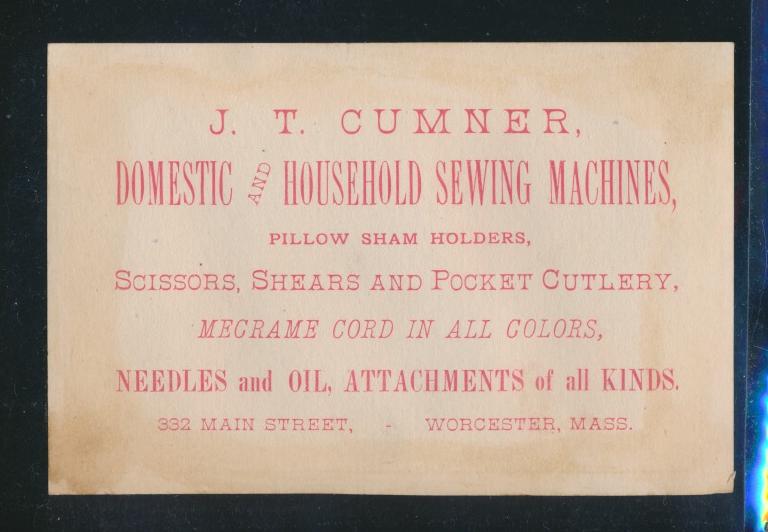 J. T. CUMNER,
DOMESTIC AND HOUSEHOLD SEWING MACHINES,
PILLOW SHAM HOLDERS,
SCISSORS, SHEARS AND POCKET CUTLERY,
MECRAME CORD IN ALL COLORS,
NEEDLES and OIL, ATTACHMENTS of all KINDS.
332 MAIN STREET, - WORCESTER, MASS.